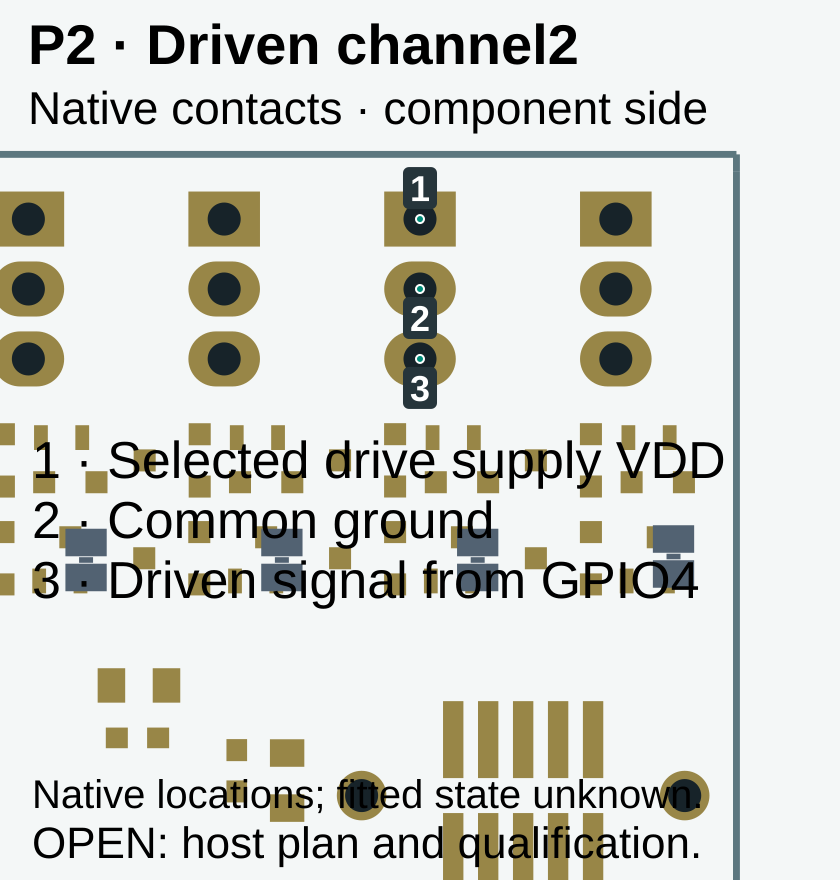 P2 · Driven channel2
Native contacts · component side
1
2
3
1 · Selected drive supply VDD
2 · Common ground
3 · Driven signal from GPIO4
Native locations; fitted state unknown.
OPEN: host plan and qualification.